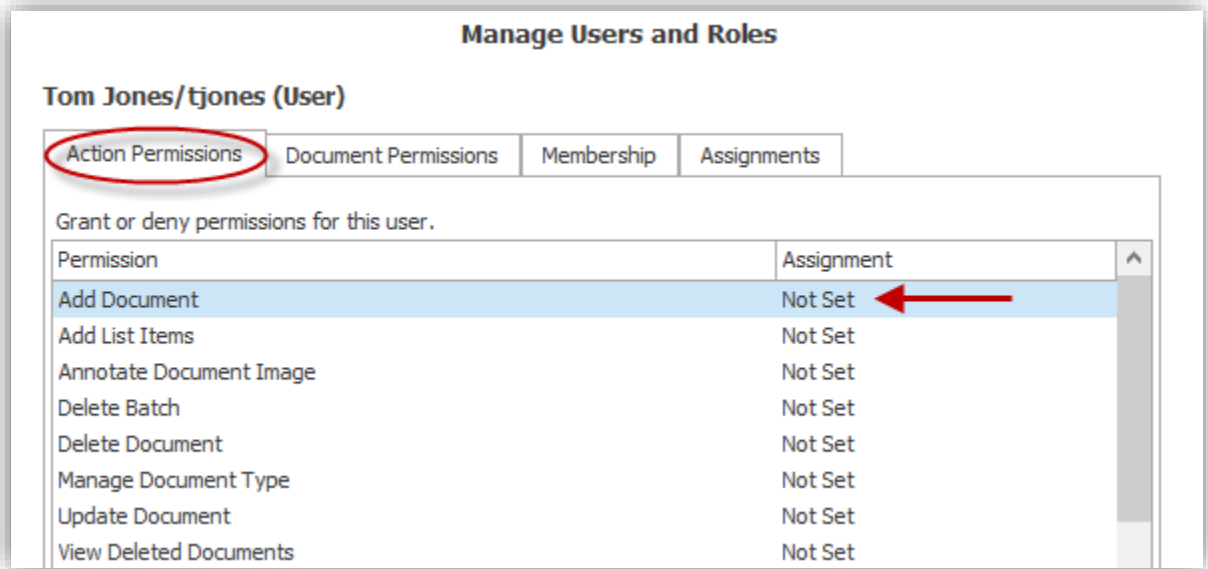 Manage Users and Roles
Tom Jones/tjones (User)
Action Permissions Document Permissions Membership Assignments
Grant or deny permissions for this user.
Permission Assignment
Add Document Not Set
Add List Items Not Set
Annotate Document Image Not Set
Delete Batch Not Set
Delete Document Not Set
Manage Document Type Not Set
Update Document Not Set
View Deleted Documents Not Set